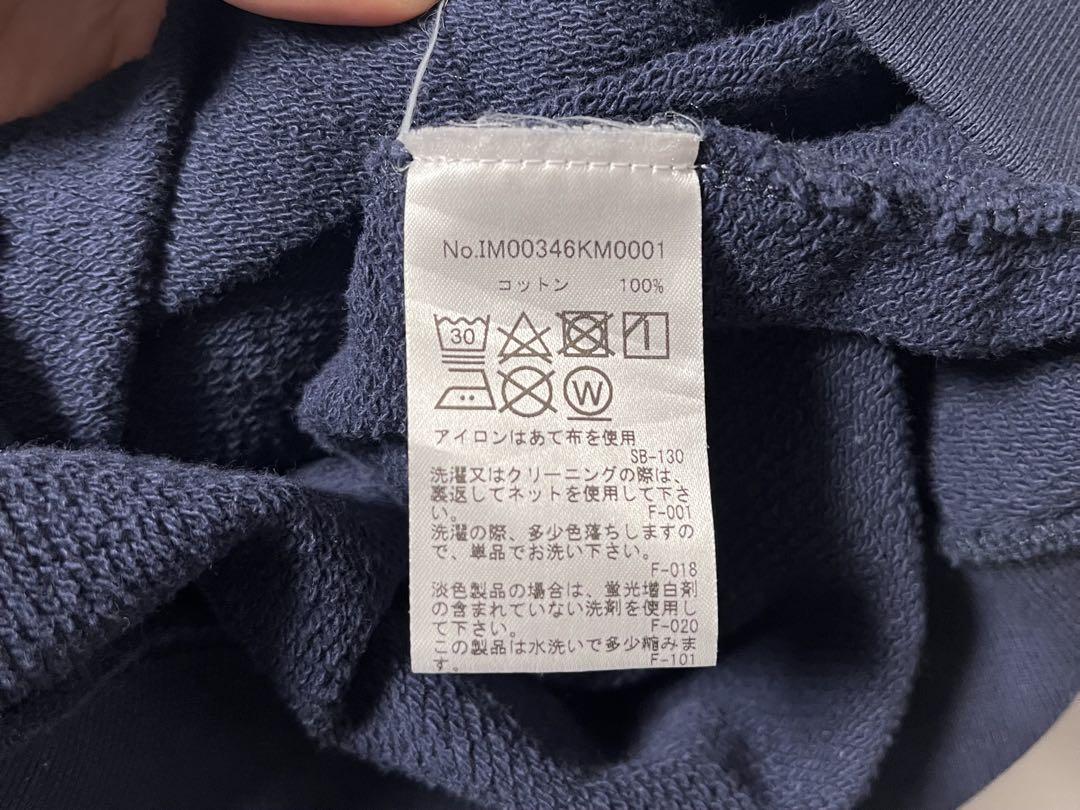 No.IM00346KM0001
コットン 100%
30
W
アイロンはあて布を使用
SB-130
洗濯又はクリーニングの際は、
裏返してネットを使用して下さ
い。 F-001
洗濯の際、多少色落ちしますの
で、単品でお洗い下さい。
F-018
淡色製品の場合は、蛍光増白剤
の含まれていない洗剤を使用し
て下さい。 F-020
この製品は水洗いで多少縮みま
す。 F-101